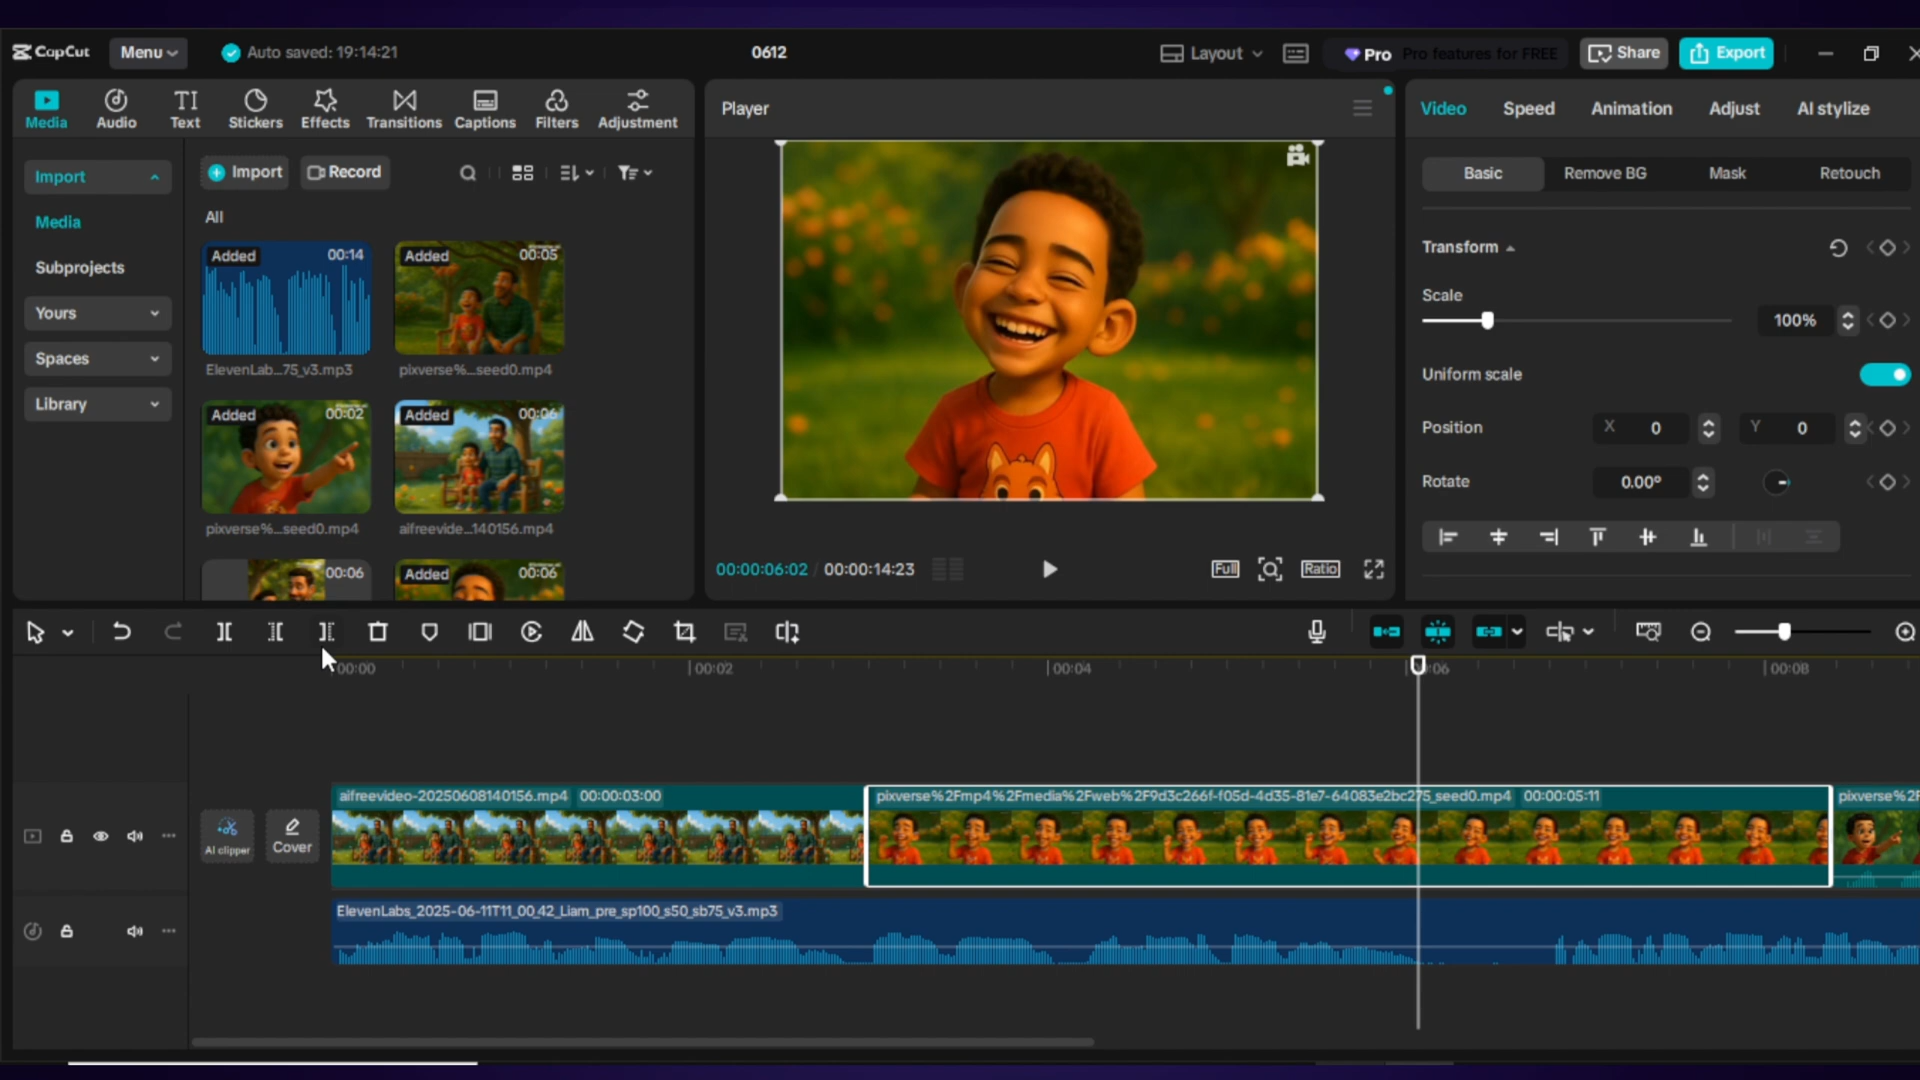 CapCut
Menu
Auto saved: 19:14:21
0612
Layout
Pro
Pro features for FREE
Share
Export
Media
Audio
Text
Stickers
Effects
Transitions
Captions
Filters
Adjustment
Player
Video
Speed
Animation
Adjust
AI stylize
Import
Media
Subprojects
Yours
Spaces
Library
Import
Record
All
Added 00:14
ElevenLab...75_v3.mp3
Added 00:05
pixverse%...seed0.mp4
Added 00:02
pixverse%...seed0.mp4
Added 00:06
aifreevide...140156.mp4
00:06
Added 00:06
00:00:06:02 / 00:00:14:23
Full
Ratio
Basic
Remove BG
Mask
Retouch
Transform
Scale
100%
Uniform scale
Position
X 0
Y 0
Rotate
0.00°
00:00
00:02
00:04
00:08
AI clipper
Cover
aifreevideo-20250608140156.mp4 00:00:03:00
pixverse%2Fmp4%2Fmedia%2Fweb%2F9d3c266f-f05d-4d35-81e7-64083e2bc275_seed0.mp4 00:00:05:11
pixverse%2F
ElevenLabs_2025-06-11T11_00_42_Liam_pre_sp100_s50_sb75_v3.mp3